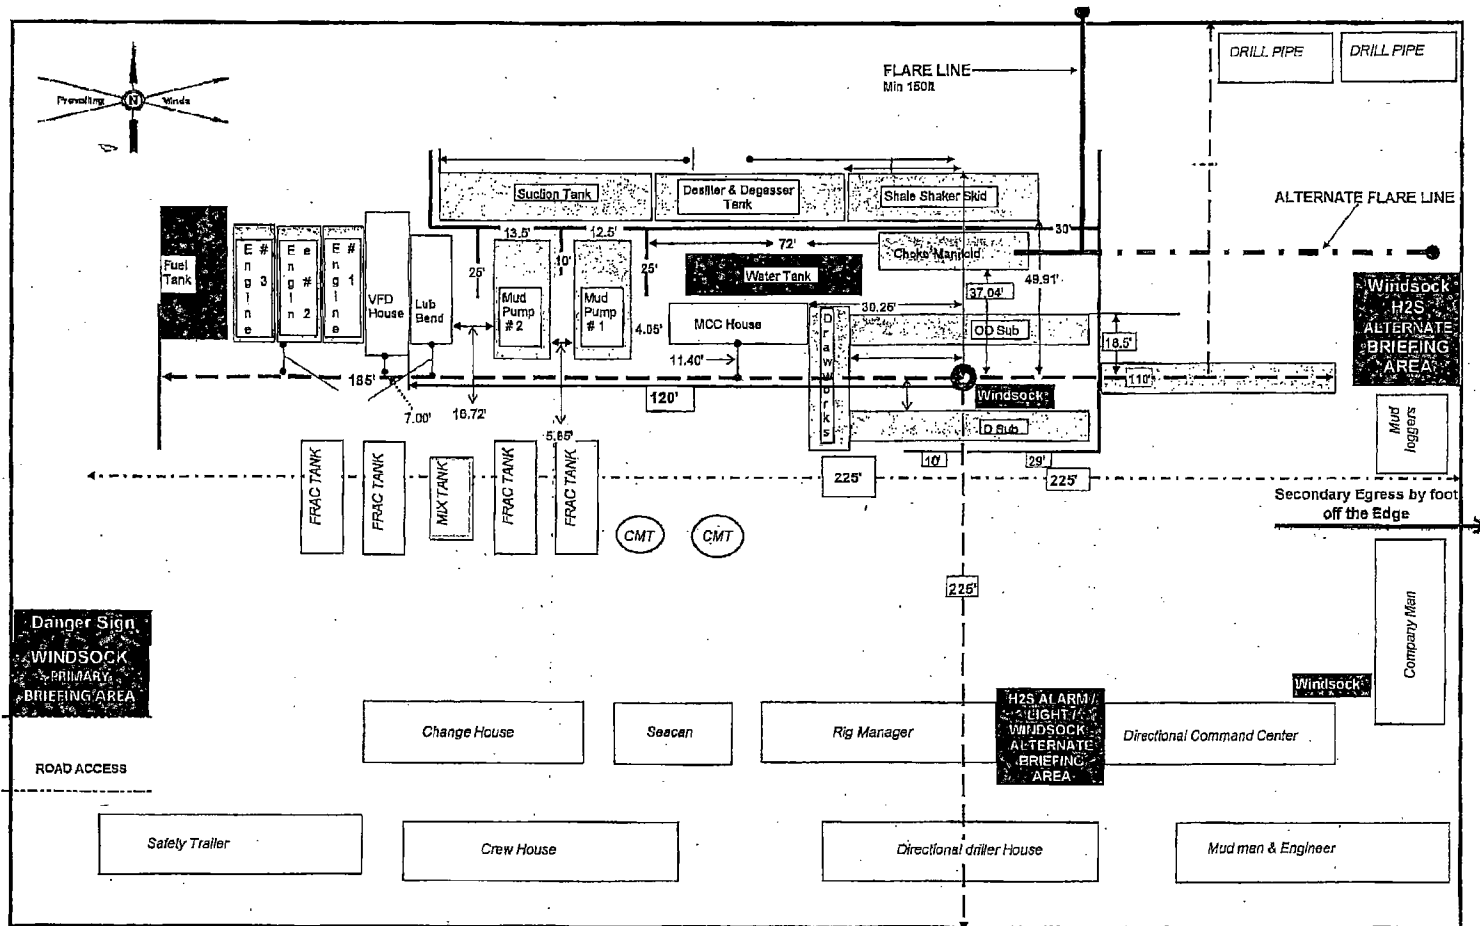 DRILL PIPE
DRILL PIPE
FLARE LINE
Min 150ft
Prevailing
N
Winds
Suction Tank
Desilter & Degasser
Tank
Shale Shaker Skid
ALTERNATE FLARE LINE
13.5'
12.5'
30'
72'
Fuel
Tank
Engine
# 3
Engin
e # 2
Engine
# 1
VFD
House
Lub
Bend
25'
10'
25'
Choke Manifold
Water Tank
49.91'
37.04'
Windsock
H2S
ALTERNATE
BRIEFING
AREA
Mud
Pump
# 2
Mud
Pump
# 1
4.05'
MCC House
30.25'
Drawworks
OD Sub
18.5'
11.40'
185'
110'
7.00'
16.72'
120'
Windsock
D Sub
Mud
loggers
5.85'
10'
29'
FRAC TANK
FRAC TANK
MIX TANK
FRAC TANK
FRAC TANK
225'
225'
Secondary Egress by foot
off the Edge
CMT
CMT
225'
Company Man
Danger Sign
WINDSOCK
PRIMARY
BRIEFING AREA
Windsock
Change House
Seacan
Rig Manager
H2S ALARM /
LIGHT /
WINDSOCK
ALTERNATE
BRIEFING
AREA
Directional Command Center
ROAD ACCESS
Safety Trailer
Crew House
Directional driller House
Mud man & Engineer